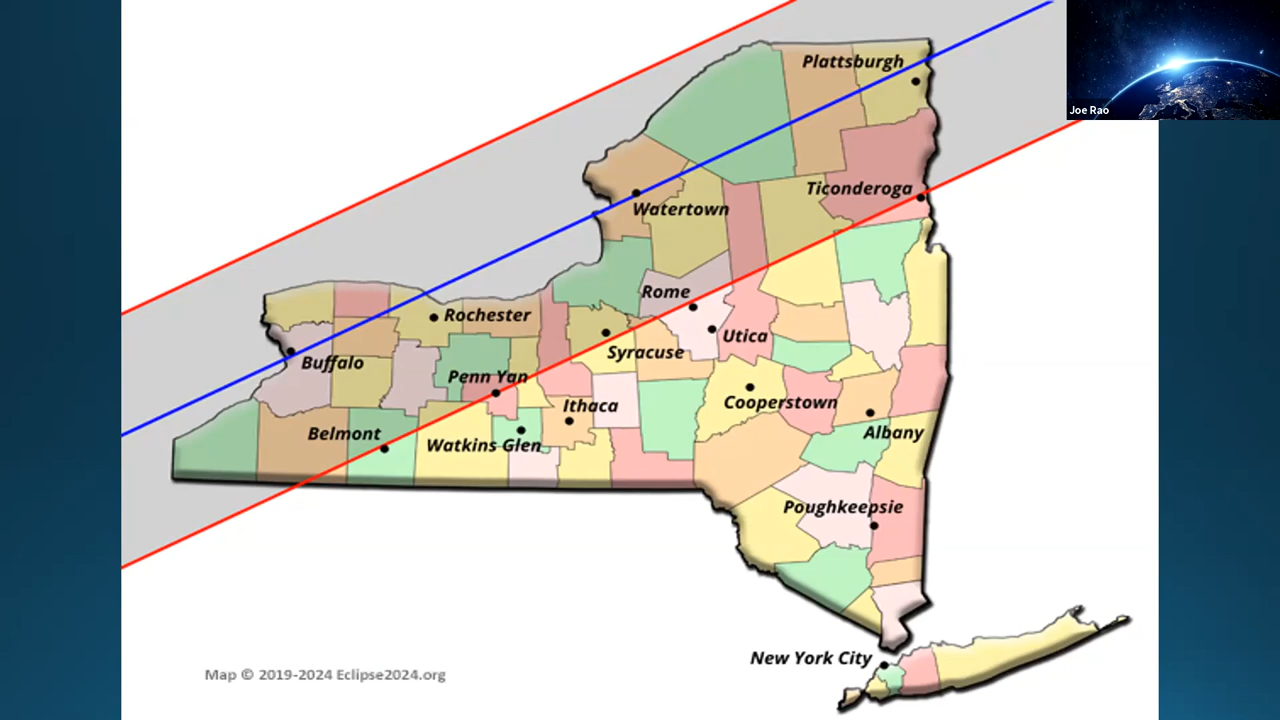 Plattsburgh
Joe Rao
Ticonderoga
Watertown
Rome
Rochester
Utica
Syracuse
Buffalo
Penn Yan
Ithaca
Cooperstown
Belmont
Watkins Glen
Albany
Poughkeepsie
New York City
Map © 2019-2024 Eclipse2024.org